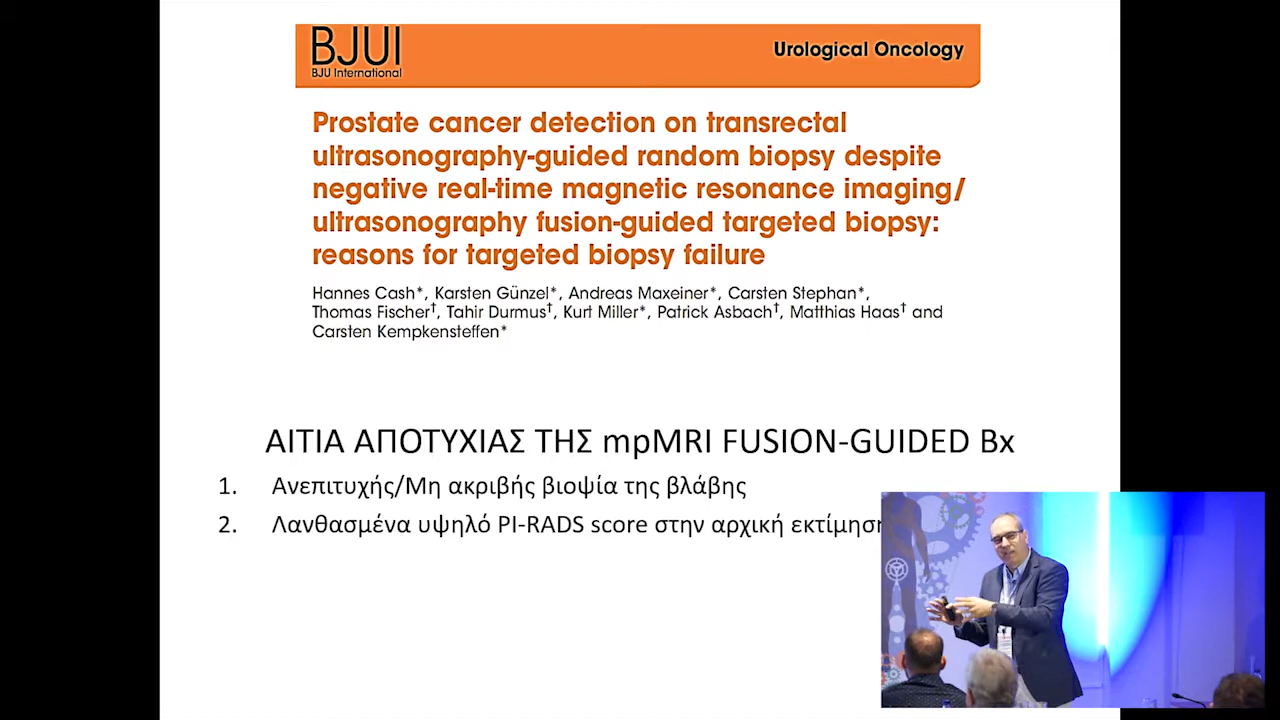 BJUI
BJU International
Urological Oncology
Prostate cancer detection on transrectal
ultrasonography-guided random biopsy despite
negative real-time magnetic resonance imaging/
ultrasonography fusion-guided targeted biopsy:
reasons for targeted biopsy failure
Hannes Cash*, Karsten Günzel*, Andreas Maxeiner*, Carsten Stephan*,
Thomas Fischer†, Tahir Durmus†, Kurt Miller*, Patrick Asbach†, Matthias Haas† and
Carsten Kempkensteffen*
ΑΙΤΙΑ ΑΠΟΤΥΧΙΑΣ ΤΗΣ mpMRI FUSION-GUIDED Bx
1. Ανεπιτυχής/Μη ακριβής βιοψία της βλάβης
2. Λανθασμένα υψηλό PI-RADS score στην αρχική εκτίμηση